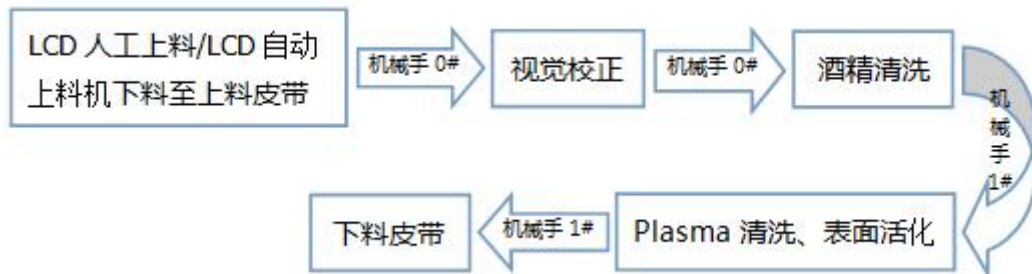 LCD 人工上料/LCD 自动
上料机下料至上料皮带
机械手 0#
视觉校正
机械手 0#
酒精清洗
机
械
手
1#
Plasma 清洗、表面活化
机械手 1#
下料皮带